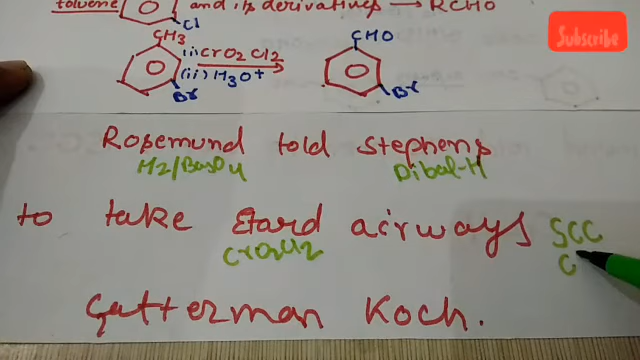 toluene Cl and its derivatives → RCHO
CH3 CHO
(i) CrO2Cl2
(ii) H3O+
Br Br
Subscribe
Rosemund told Stephens
H2/BaSO4 Dibal-H
to take Etard airways SCC
CrO2Cl2 C
Gatterman Koch.